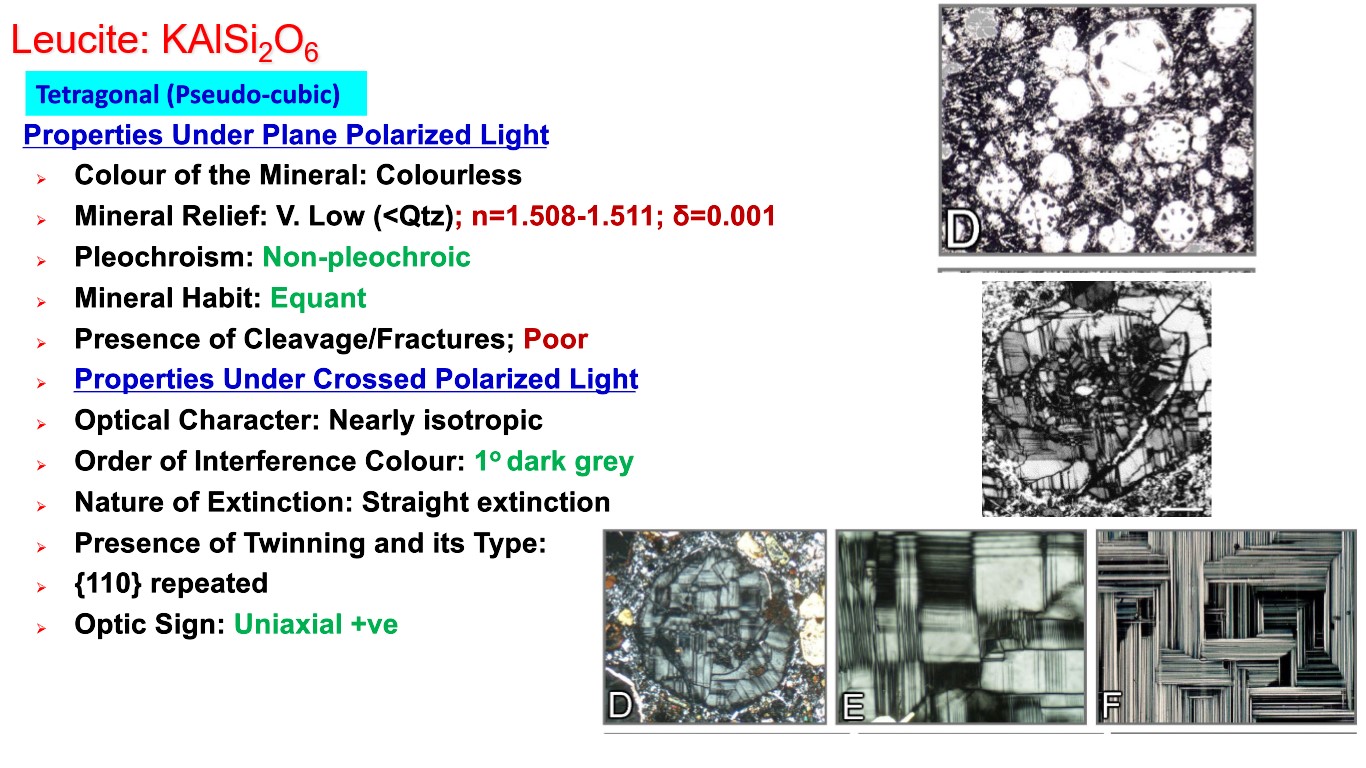 Leucite: KAlSi₂O₆
Tetragonal (Pseudo-cubic)
Properties Under Plane Polarized Light
➢ Colour of the Mineral: Colourless
➢ Mineral Relief: V. Low (<Qtz); n=1.508-1.511; δ=0.001
➢ Pleochroism: Non-pleochroic
➢ Mineral Habit: Equant
➢ Presence of Cleavage/Fractures; Poor
➢ Properties Under Crossed Polarized Light
➢ Optical Character: Nearly isotropic
➢ Order of Interference Colour: 1º dark grey
➢ Nature of Extinction: Straight extinction
➢ Presence of Twinning and its Type:
➢ {110} repeated
➢ Optic Sign: Uniaxial +ve
D
D
E
F